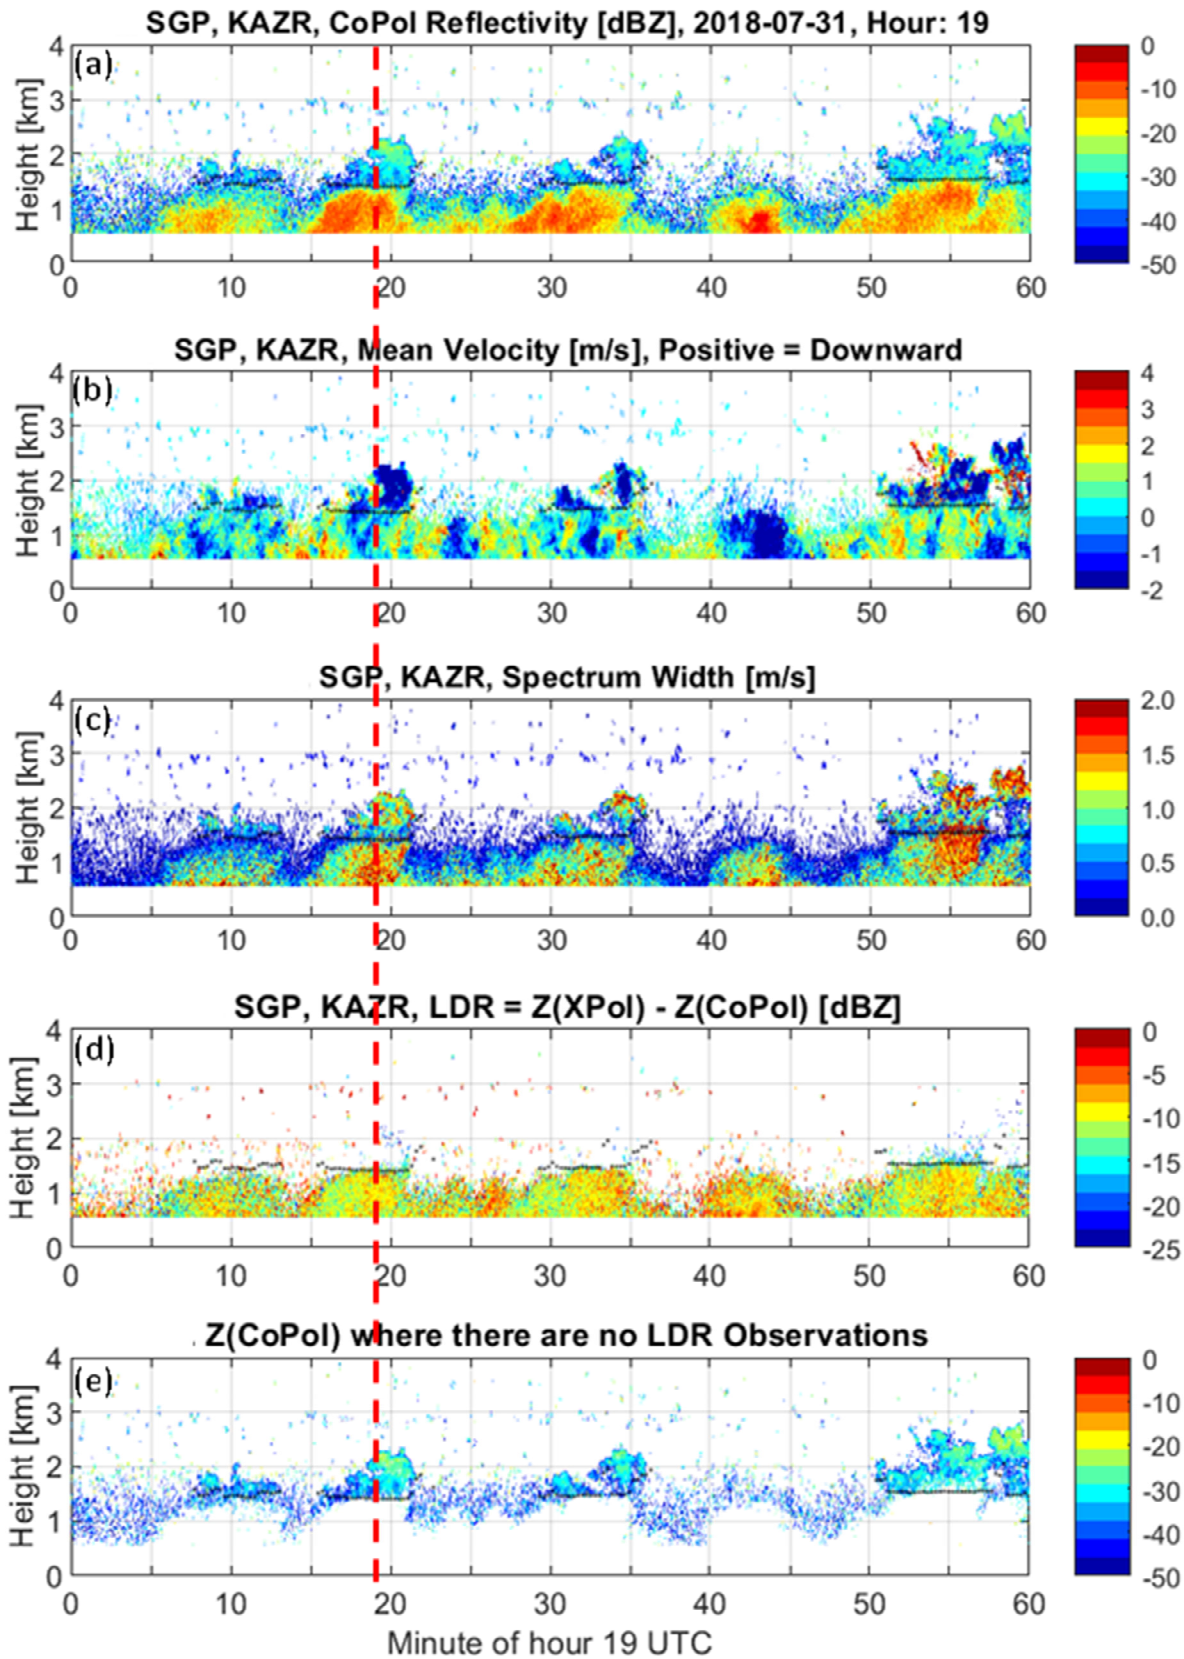 SGP, KAZR, CoPol Reflectivity [dBZ], 2018-07-31, Hour: 19
(a)
Height [km]
4
3
2
1
0
0 10 20 30 40 50 60
0
-10
-20
-30
-40
-50
SGP, KAZR, Mean Velocity [m/s], Positive = Downward
(b)
Height [km]
4
3
2
1
0
0 10 20 30 40 50 60
4
3
2
1
0
-1
-2
SGP, KAZR, Spectrum Width [m/s]
(c)
Height [km]
4
3
2
1
0
0 10 20 30 40 50 60
2.0
1.5
1.0
0.5
0.0
SGP, KAZR, LDR = Z(XPol) - Z(CoPol) [dBZ]
(d)
Height [km]
4
3
2
1
0
0 10 20 30 40 50 60
0
-5
-10
-15
-20
-25
Z(CoPol) where there are no LDR Observations
(e)
Height [km]
4
3
2
1
0
0 10 20 30 40 50 60
0
-10
-20
-30
-40
-50
Minute of hour 19 UTC